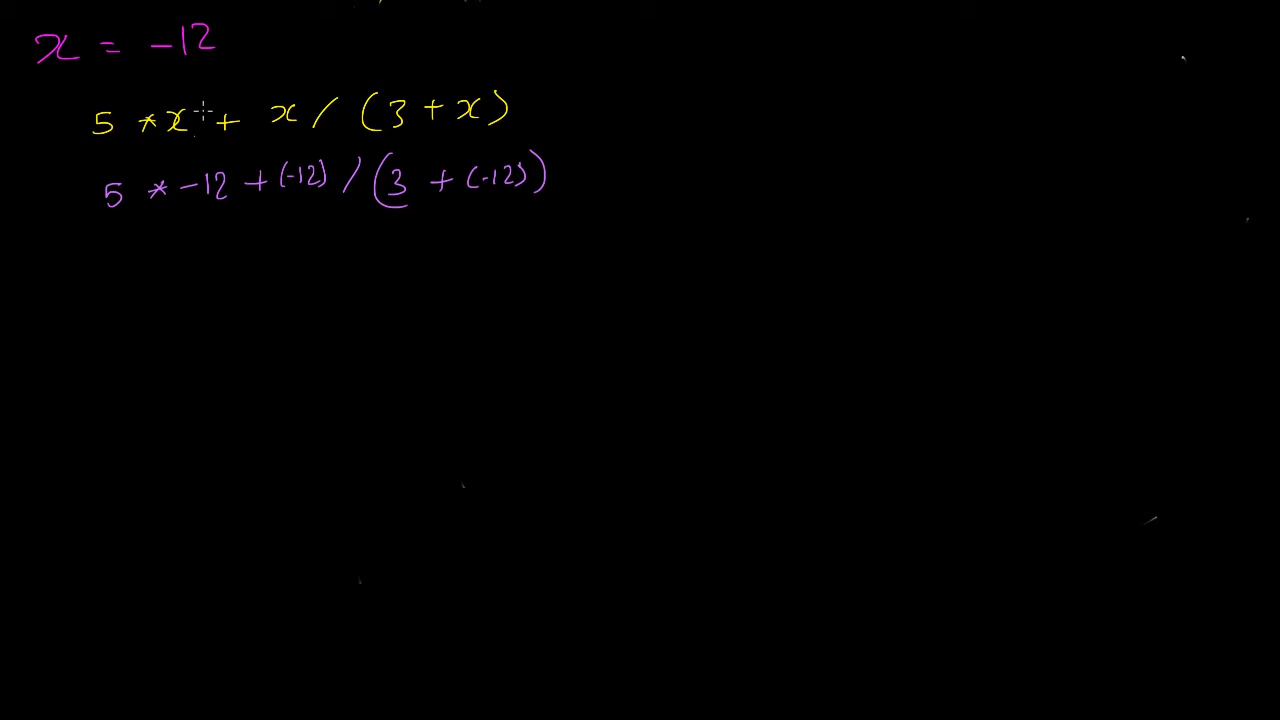 x = -12
5 * x + x / (3 + x)
5 * -12 + (-12) / (3 + (-12))